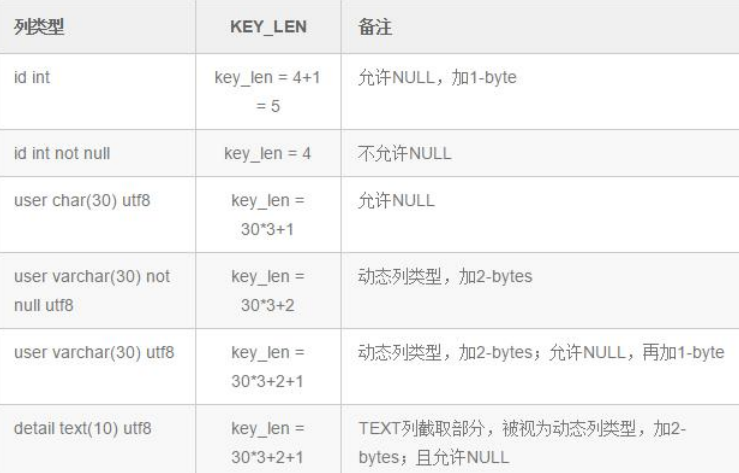 列类型 KEY_LEN 备注
id int key_len = 4+1 = 5 允许NULL，加1-byte
id int not null key_len = 4 不允许NULL
user char(30) utf8 key_len = 30*3+1 允许NULL
user varchar(30) not null utf8 key_len = 30*3+2 动态列类型，加2-bytes
user varchar(30) utf8 key_len = 30*3+2+1 动态列类型，加2-bytes；允许NULL，再加1-byte
detail text(10) utf8 key_len = 30*3+2+1 TEXT列截取部分，被视为动态列类型，加2-bytes；且允许NULL